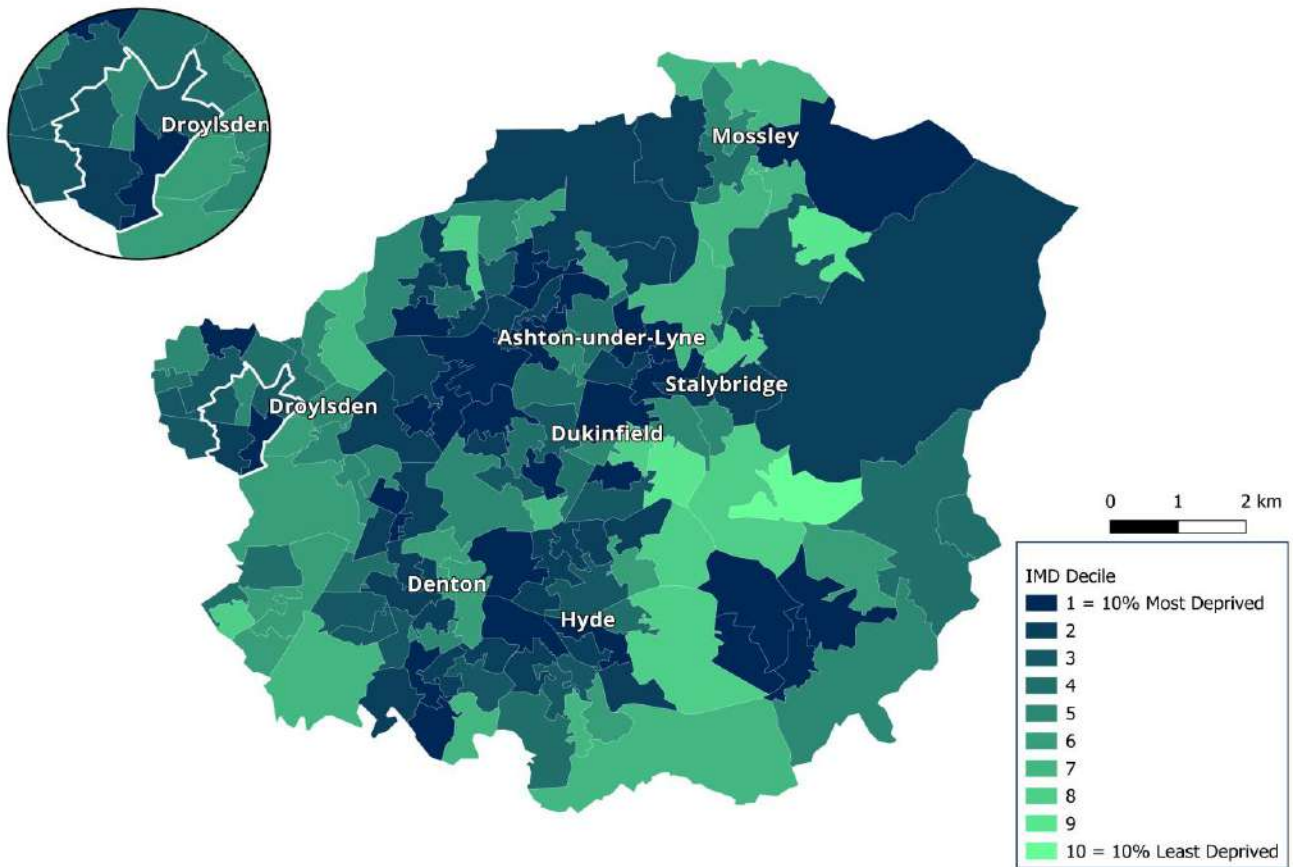 Droylsden
Mossley
Ashton-under-Lyne
Stalybridge
Droylsden
Dukinfield
Denton
Hyde
0 1 2 km
IMD Decile
1 = 10% Most Deprived
2
3
4
5
6
7
8
9
10 = 10% Least Deprived